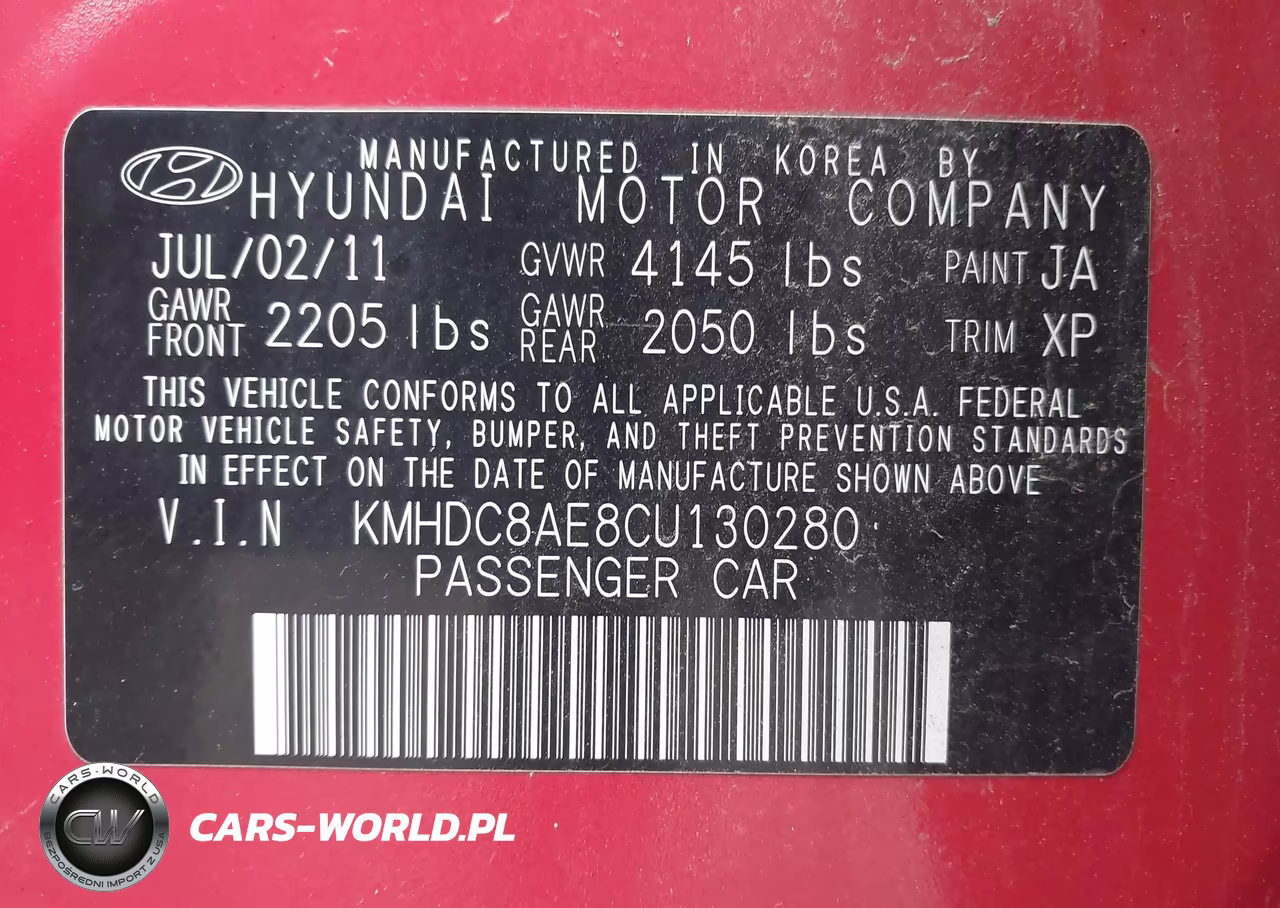 MANUFACTURED IN KOREA BY
HYUNDAI MOTOR COMPANY
JUL/02/11 GVWR 4145 lbs PAINT JA
GAWR FRONT 2205 lbs GAWR REAR 2050 lbs TRIM XP
THIS VEHICLE CONFORMS TO ALL APPLICABLE U.S.A. FEDERAL
MOTOR VEHICLE SAFETY, BUMPER, AND THEFT PREVENTION STANDARDS
IN EFFECT ON THE DATE OF MANUFACTURE SHOWN ABOVE
V.I.N KMHDC8AE8CU130280
PASSENGER CAR
CARS-WORLD
CW
BEZPOŚREDNI IMPORT Z USA
CARS-WORLD.PL